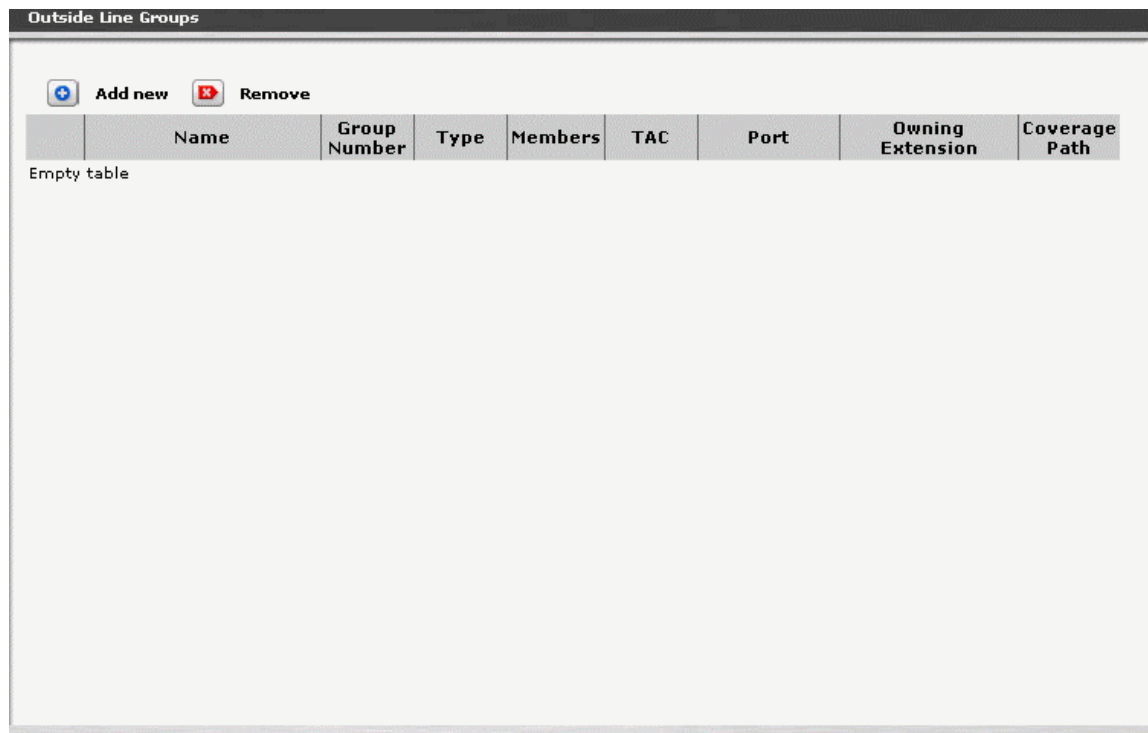 Outside Line Groups
Add new Remove
Name Group Number Type Members TAC Port Owning Extension Coverage Path
Empty table